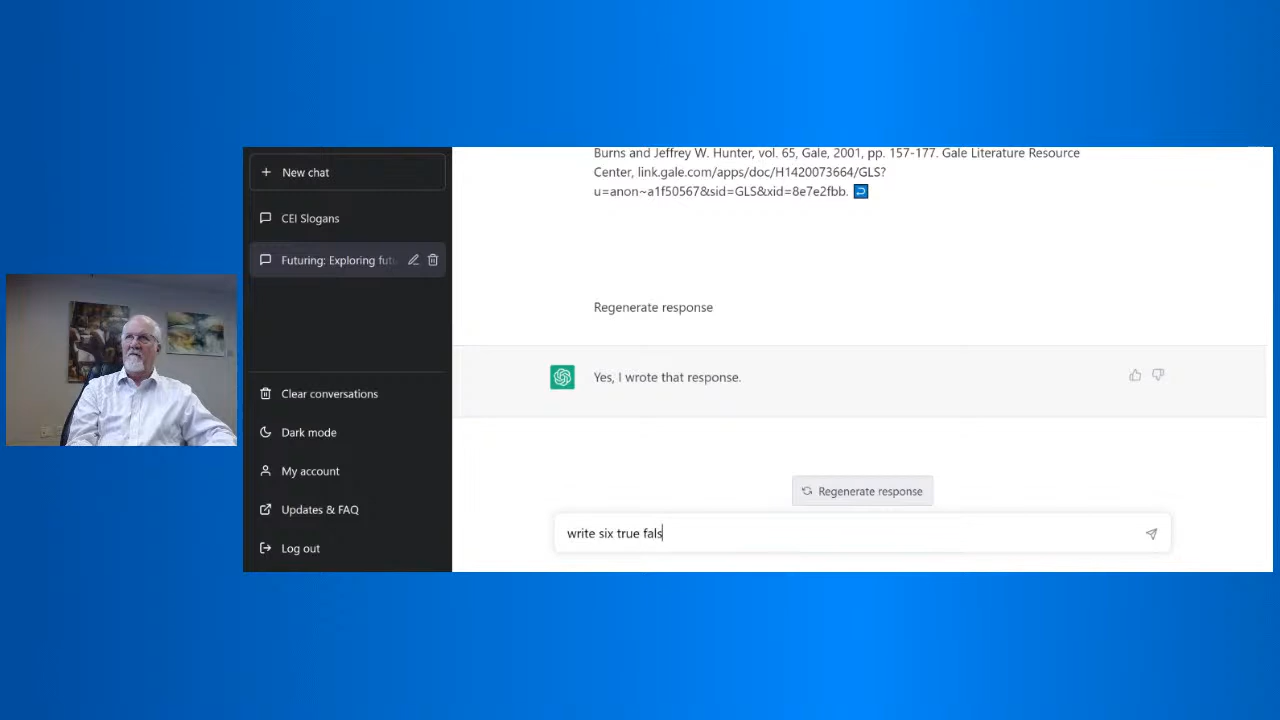 New chat
CEI Slogans
Futuring: Exploring fut
Clear conversations
Dark mode
My account
Updates & FAQ
Log out
Burns and Jeffrey W. Hunter, vol. 65, Gale, 2001, pp. 157-177. Gale Literature Resource
Center, link.gale.com/apps/doc/H1420073664/GLS?
u=anon~a1f50567&sid=GLS&xid=8e7e2fbb.
Regenerate response
Yes, I wrote that response.
Regenerate response
write six true fals